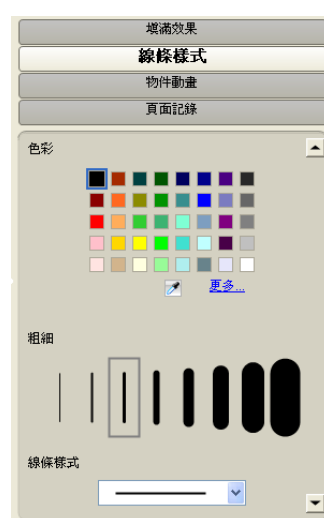 填滿效果
線條樣式
物件動畫
頁面記錄
色彩
更多...
粗細
線條樣式